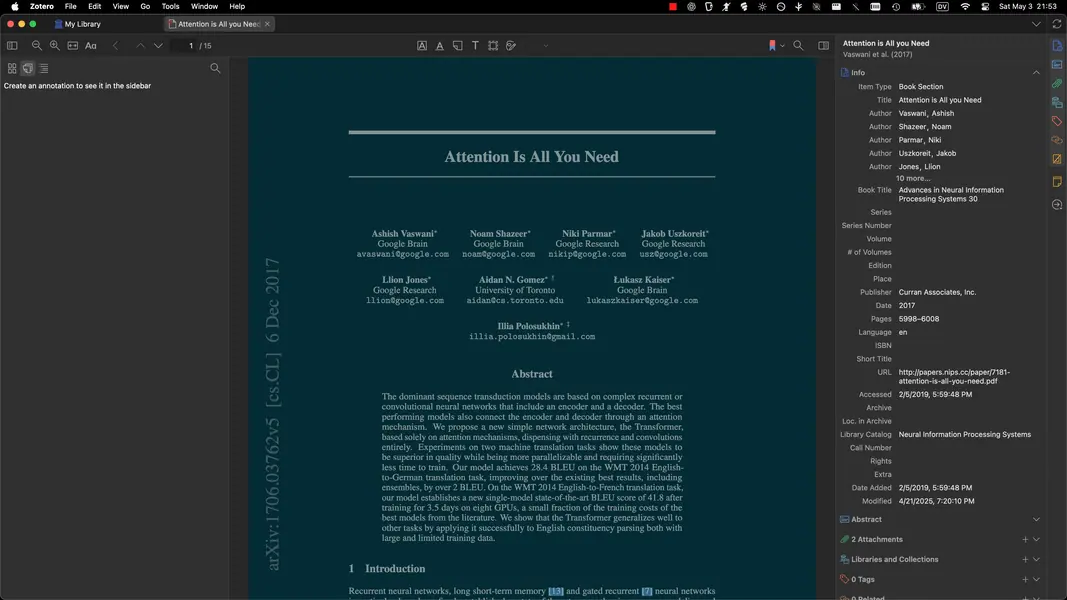 Zotero File Edit View Go Tools Window Help
DV
Sat May 3 21:53
My Library
Attention is All you Need
Aa
1 / 15
Create an annotation to see it in the sidebar
Attention Is All You Need
Ashish Vaswani* Noam Shazeer* Niki Parmar* Jakob Uszkoreit*
Google Brain Google Brain Google Research Google Research
avaswani@google.com noam@google.com nikip@google.com usz@google.com
Llion Jones* Aidan N. Gomez* † Łukasz Kaiser*
Google Research University of Toronto Google Brain
llion@google.com aidan@cs.toronto.edu lukaszkaiser@google.com
Illia Polosukhin* ‡
illia.polosukhin@gmail.com
arXiv:1706.03762v5 [cs.CL] 6 Dec 2017
Abstract
The dominant sequence transduction models are based on complex recurrent or
convolutional neural networks that include an encoder and a decoder. The best
performing models also connect the encoder and decoder through an attention
mechanism. We propose a new simple network architecture, the Transformer,
based solely on attention mechanisms, dispensing with recurrence and convolutions
entirely. Experiments on two machine translation tasks show these models to
be superior in quality while being more parallelizable and requiring significantly
less time to train. Our model achieves 28.4 BLEU on the WMT 2014 English-
to-German translation task, improving over the existing best results, including
ensembles, by over 2 BLEU. On the WMT 2014 English-to-French translation task,
our model establishes a new single-model state-of-the-art BLEU score of 41.8 after
training for 3.5 days on eight GPUs, a small fraction of the training costs of the
best models from the literature. We show that the Transformer generalizes well to
other tasks by applying it successfully to English constituency parsing both with
large and limited training data.
1 Introduction
Recurrent neural networks, long short-term memory [13] and gated recurrent [7] neural networks
Attention is All you Need
Vaswani et al. (2017)
Info
Item Type Book Section
Title Attention is All you Need
Author Vaswani, Ashish
Author Shazeer, Noam
Author Parmar, Niki
Author Uszkoreit, Jakob
Author Jones, Llion
10 more...
Book Title Advances in Neural Information
Processing Systems 30
Series
Series Number
Volume
# of Volumes
Edition
Place
Publisher Curran Associates, Inc.
Date 2017
Pages 5998–6008
Language en
ISBN
Short Title
URL http://papers.nips.cc/paper/7181-
attention-is-all-you-need.pdf
Accessed 2/5/2019, 5:59:48 PM
Archive
Loc. in Archive
Library Catalog Neural Information Processing Systems
Call Number
Rights
Extra
Date Added 2/5/2019, 5:59:48 PM
Modified 4/21/2025, 7:20:10 PM
Abstract
2 Attachments
Libraries and Collections
0 Tags
0 Related